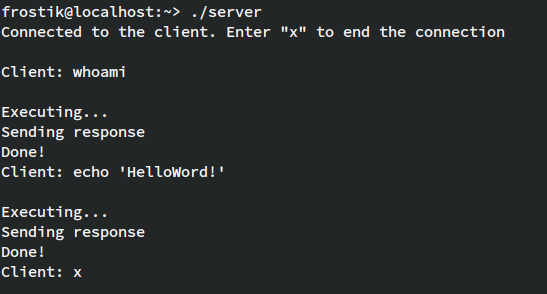 frostik@localhost:~> ./server
Connected to the client. Enter "x" to end the connection
Client: whoami
Executing...
Sending response
Done!
Client: echo 'HelloWord!'
Executing...
Sending response
Done!
Client: x